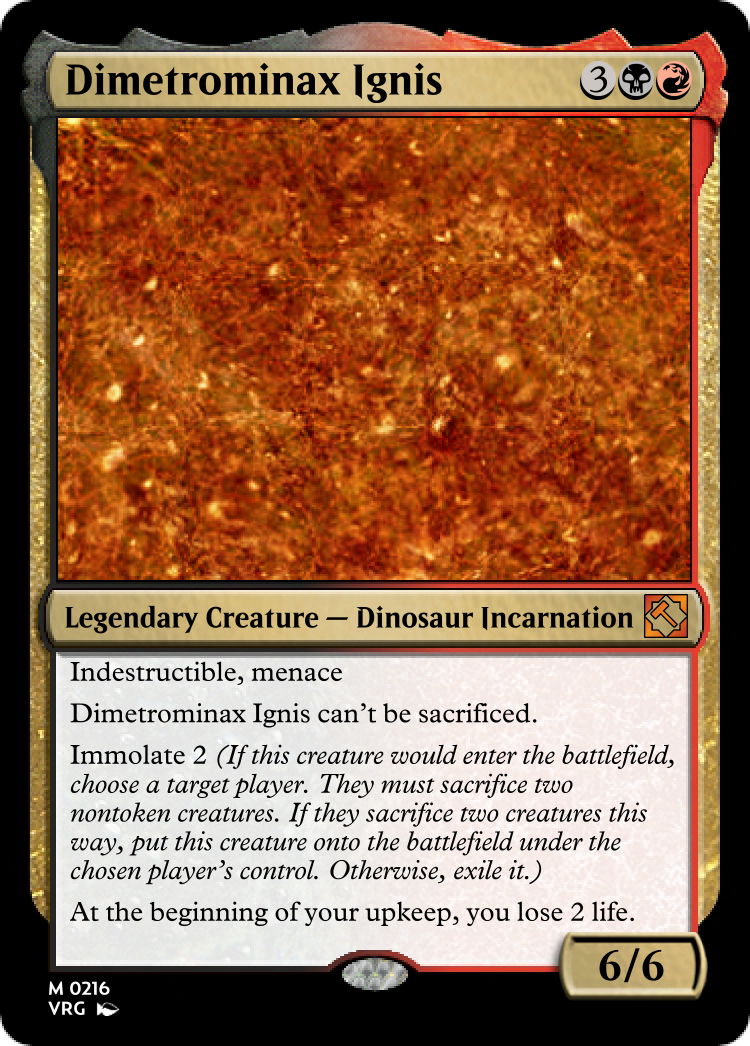 Dimetrominax Ignis 3
Legendary Creature — Dinosaur Incarnation
Indestructible, menace
Dimetrominax Ignis can't be sacrificed.
Immolate 2 (If this creature would enter the battlefield,
choose a target player. They must sacrifice two
nontoken creatures. If they sacrifice two creatures this
way, put this creature onto the battlefield under the
chosen player's control. Otherwise, exile it.)
At the beginning of your upkeep, you lose 2 life.
6/6
M 0216
VRG